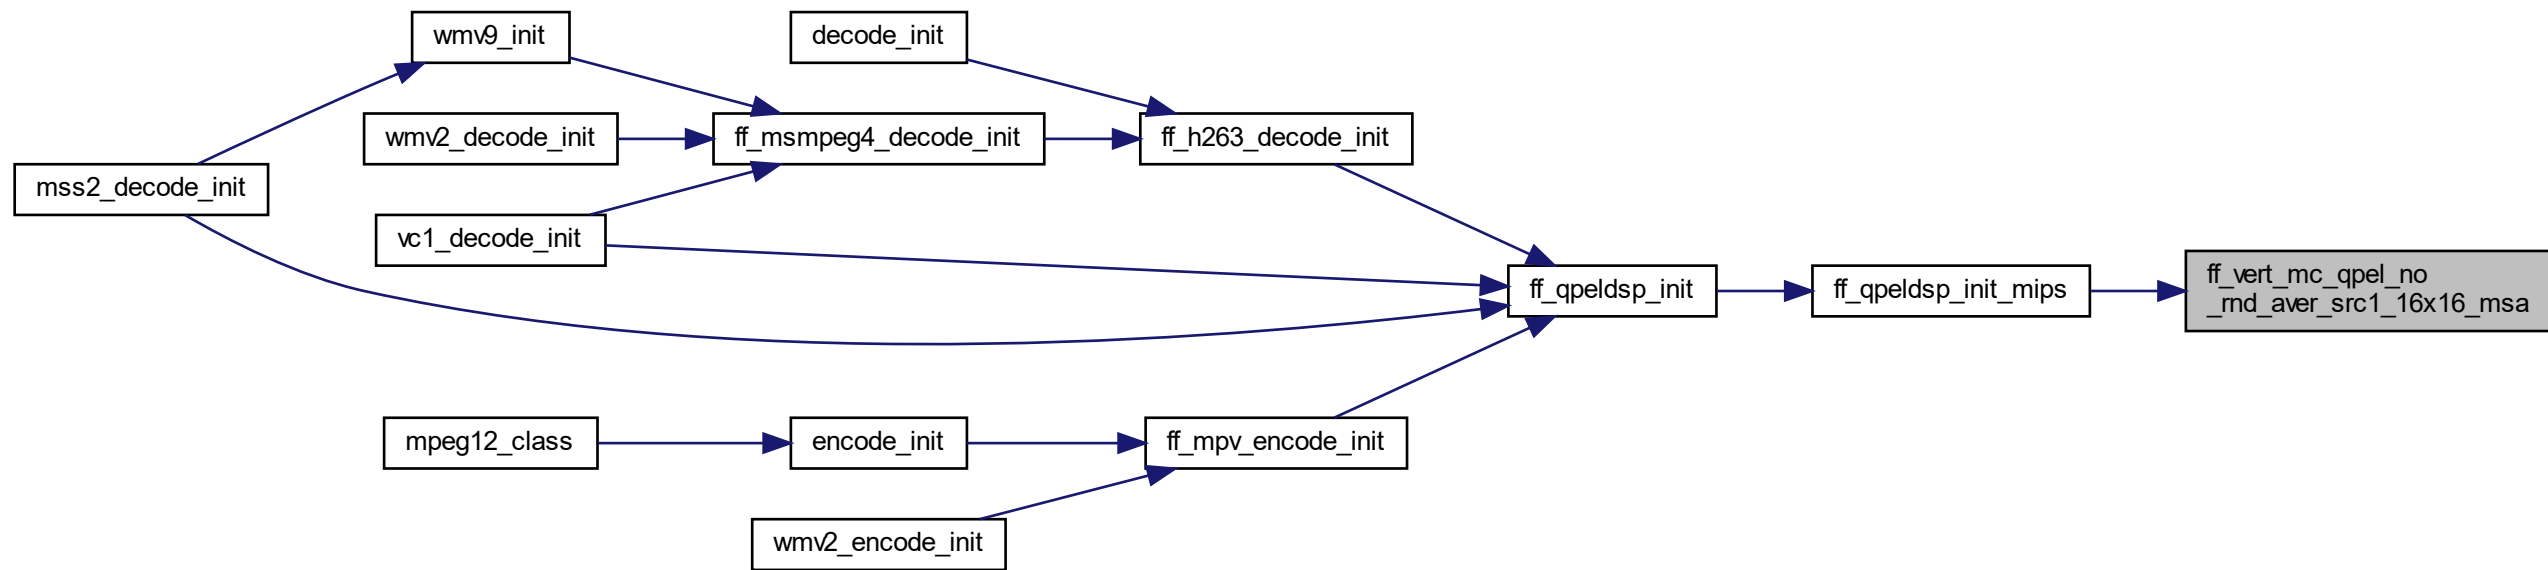 wmv9_init
decode_init
wmv2_decode_init
ff_msmpeg4_decode_init
ff_h263_decode_init
mss2_decode_init
vc1_decode_init
ff_qpeldsp_init
ff_qpeldsp_init_mips
ff_vert_mc_qpel_no
_rnd_aver_src1_16x16_msa
mpeg12_class
encode_init
ff_mpv_encode_init
wmv2_encode_init